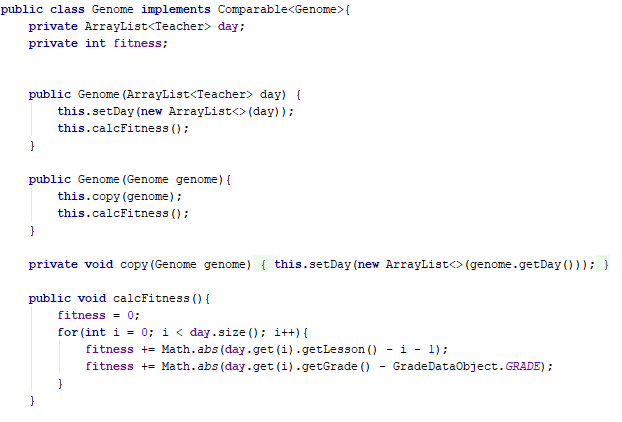 public class Genome implements Comparable<Genome>{
    private ArrayList<Teacher> day;
    private int fitness;
    public Genome(ArrayList<Teacher> day) {
        this.setDay(new ArrayList<>(day));
        this.calcFitness();
    }
    public Genome(Genome genome){
        this.copy(genome);
        this.calcFitness();
    }
    private void copy(Genome genome) { this.setDay(new ArrayList<>(genome.getDay())); }
    public void calcFitness(){
        fitness = 0;
        for(int i = 0; i < day.size(); i++){
            fitness += Math.abs(day.get(i).getLesson() - i - 1);
            fitness += Math.abs(day.get(i).getGrade() - GradeDataObject.GRADE);
        }
    }